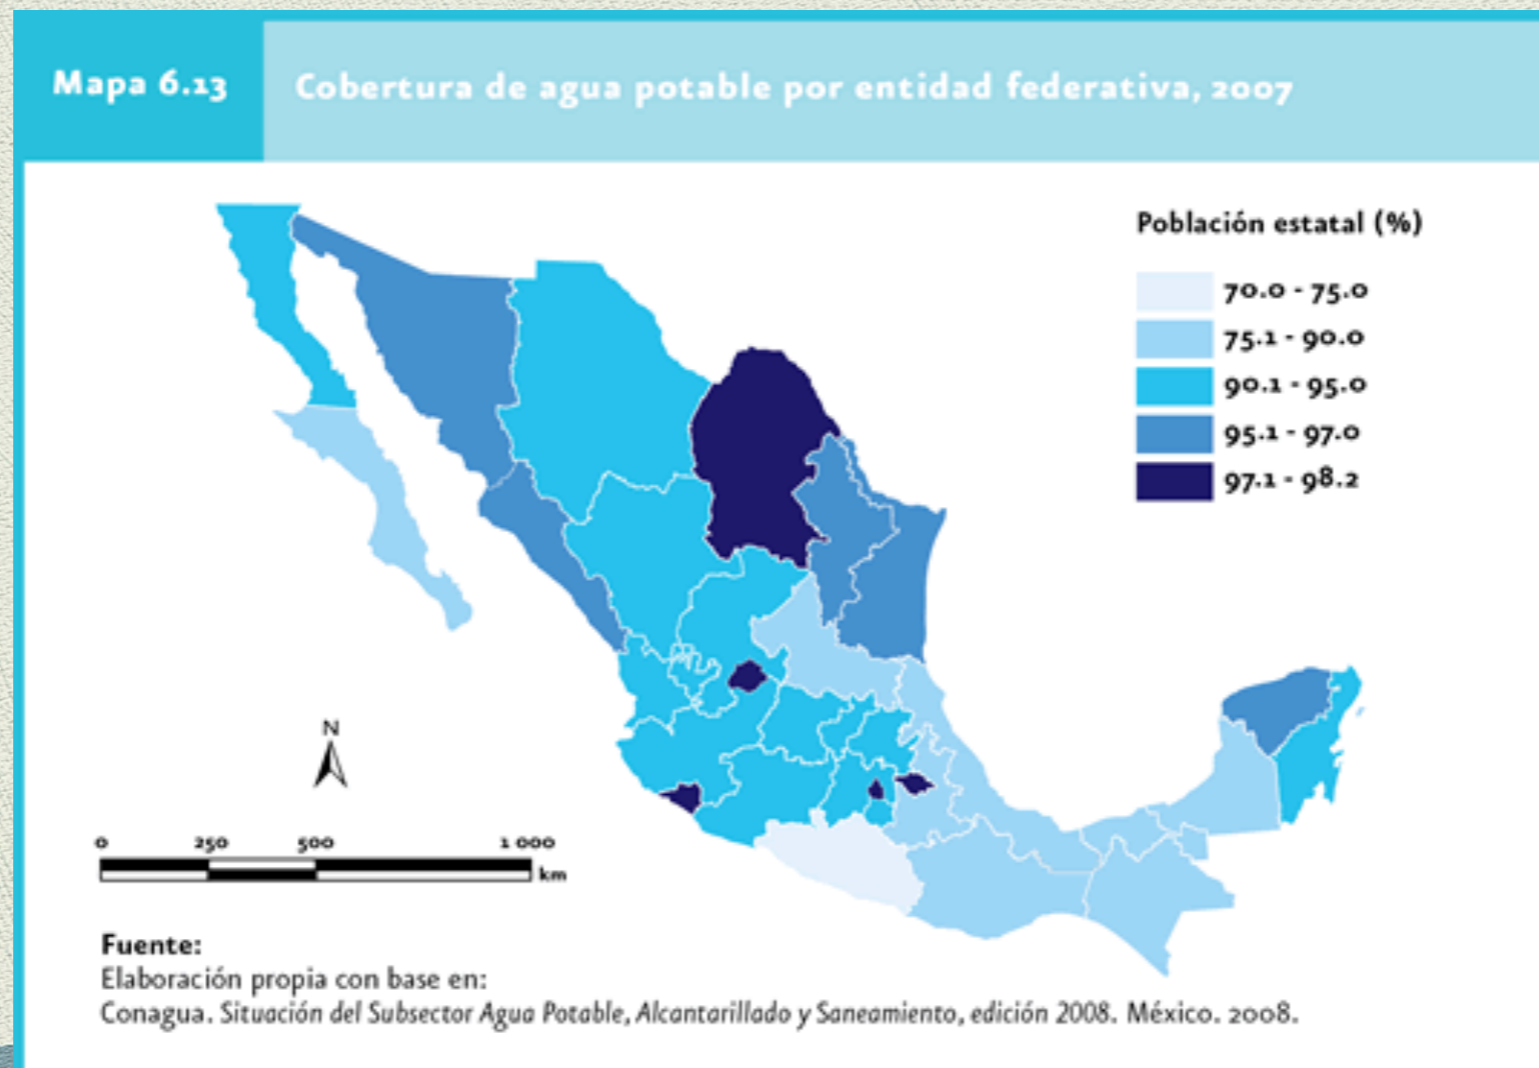 Mapa 6.13
Cobertura de agua potable por entidad federativa, 2007
Población estatal (%)
70.0 - 75.0
75.1 - 90.0
90.1 - 95.0
95.1 - 97.0
97.1 - 98.2
N
0 250 500 1 000
km
Fuente:
Elaboración propia con base en:
Conagua. Situación del Subsector Agua Potable, Alcantarillado y Saneamiento, edición 2008. México. 2008.